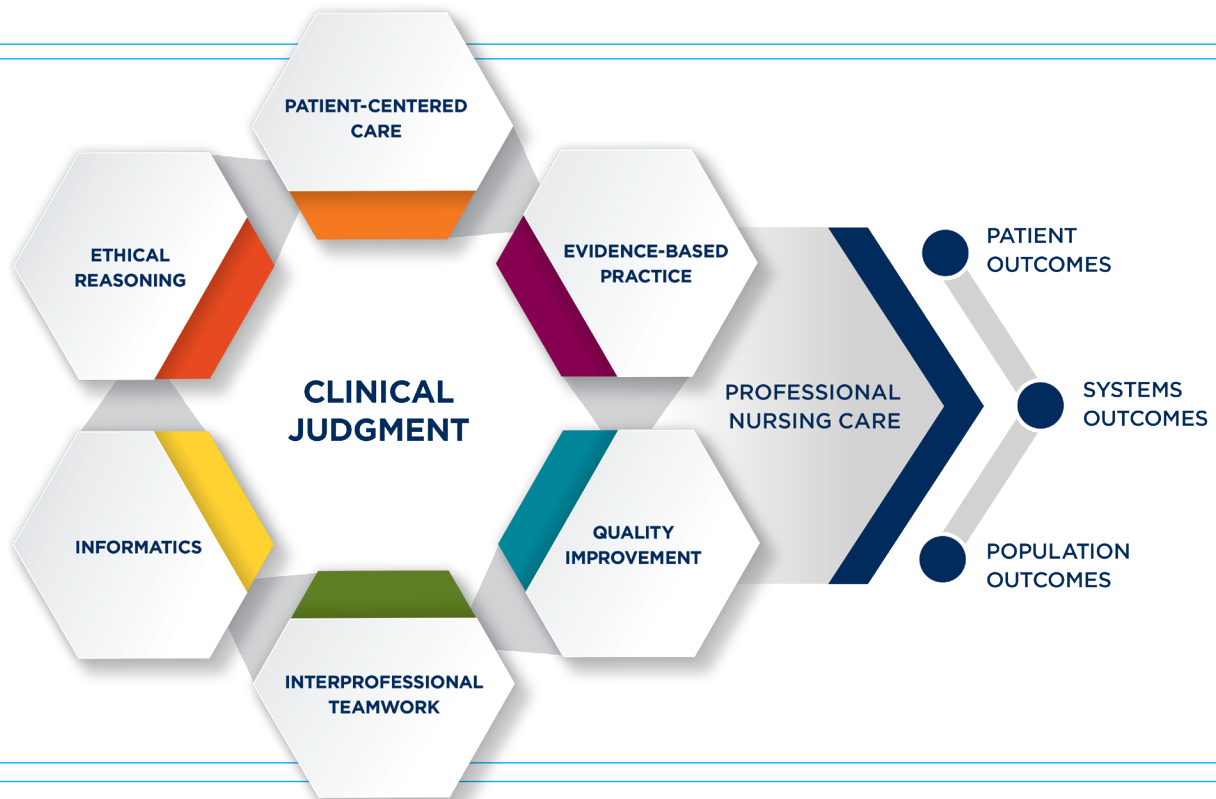 PATIENT-CENTERED
CARE
ETHICAL
REASONING
EVIDENCE-BASED
PRACTICE
CLINICAL
JUDGMENT
INFORMATICS
QUALITY
IMPROVEMENT
INTERPROFESSIONAL
TEAMWORK
PROFESSIONAL
NURSING CARE
PATIENT
OUTCOMES
SYSTEMS
OUTCOMES
POPULATION
OUTCOMES